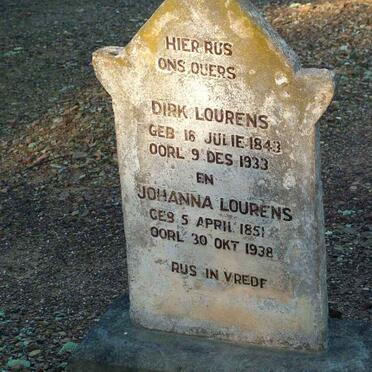 HIER RUS
ONS OUERS
DIRK LOURENS
GEB 16 JULIE 1843
OORL 9 DES 1933
EN
JOHANNA LOURENS
GEB 5 APRIL 1851
OORL 30 OKT 1938
RUS IN VREDE